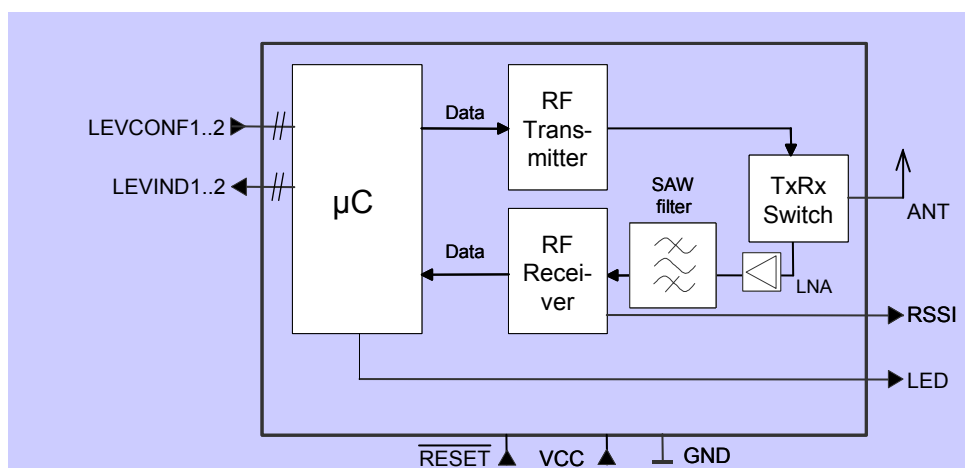 LEVCONF1..2
LEVIND1..2
µC
Data
RF
Trans-
mitter
TxRx
Switch
ANT
SAW
filter
Data
RF
Recei-
ver
LNA
RSSI
LED
RESET
VCC
GND